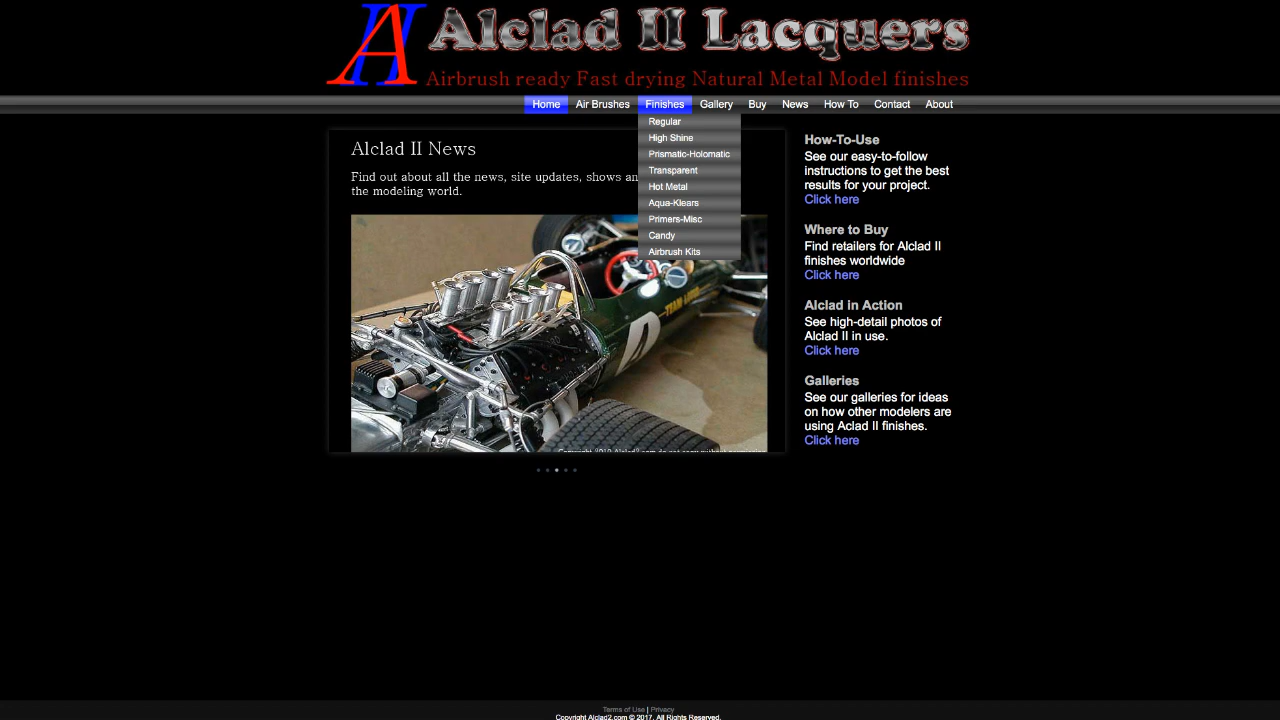 A
Alclad II Lacquers
Airbrush ready Fast drying Natural Metal Model finishes
Home Air Brushes Finishes Gallery Buy News How To Contact About
Regular
High Shine
Prismatic-Holomatic
Transparent
Hot Metal
Aqua-Klears
Primers-Misc
Candy
Airbrush Kits
Alclad II News
Find out about all the news, site updates, shows
the modeling world.
TEAM
How-To-Use
See our easy-to-follow
instructions to get the best
results for your project.
Click here
Where to Buy
Find retailers for Alclad II
finishes worldwide
Click here
Alclad in Action
See high-detail photos of
Alclad II in use.
Click here
Galleries
See our galleries for ideas
on how other modelers are
using Aclad II finishes.
Click here
Terms of Use | Privacy
Copyright Alclad2.com © 2017. All Rights Reserved.